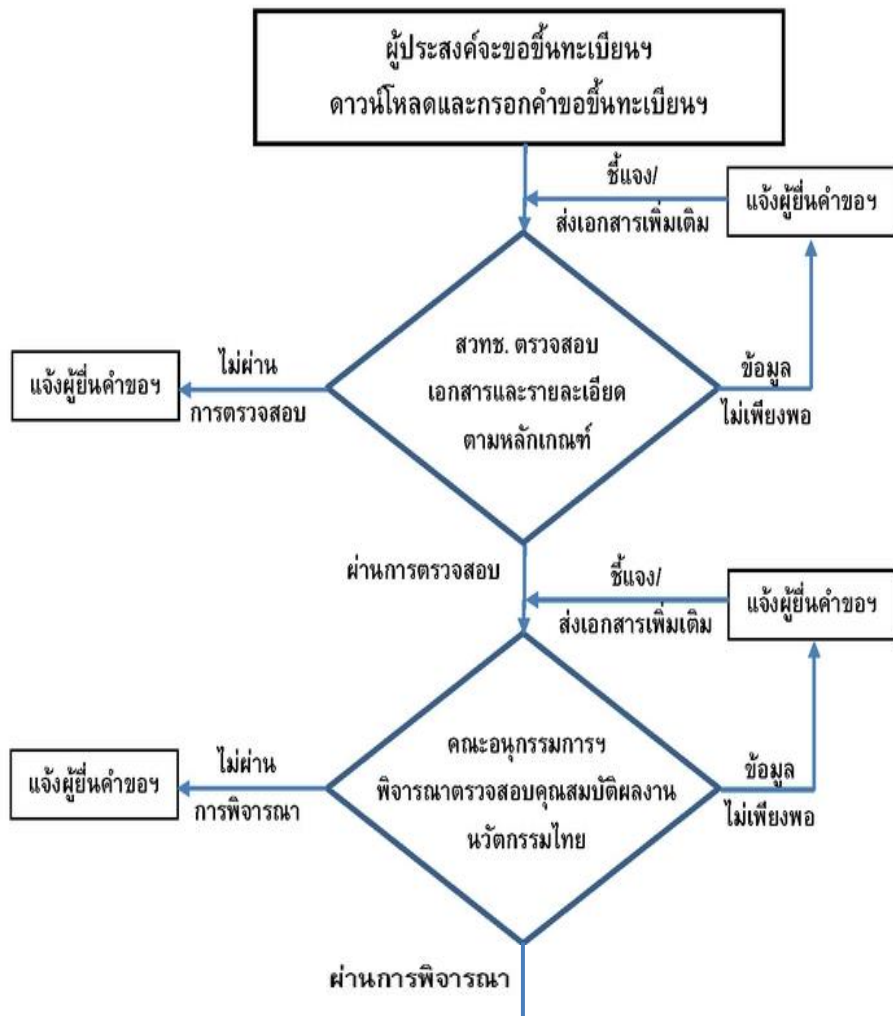 ผู้ประสงค์จะขอขึ้นทะเบียนฯ
ดาวน์โหลดและกรอกคำขอขึ้นทะเบียนฯ
ชี้แจง/
ส่งเอกสารเพิ่มเติม
แจ้งผู้ยื่นคำขอฯ
สวทช. ตรวจสอบ
เอกสารและรายละเอียด
ตามหลักเกณฑ์
ไม่ผ่าน
การตรวจสอบ
แจ้งผู้ยื่นคำขอฯ
ข้อมูล
ไม่เพียงพอ
ผ่านการตรวจสอบ
ชี้แจง/
ส่งเอกสารเพิ่มเติม
แจ้งผู้ยื่นคำขอฯ
คณะอนุกรรมการฯ
พิจารณาตรวจสอบคุณสมบัติผลงาน
นวัตกรรมไทย
ไม่ผ่าน
การพิจารณา
แจ้งผู้ยื่นคำขอฯ
ข้อมูล
ไม่เพียงพอ
ผ่านการพิจารณา